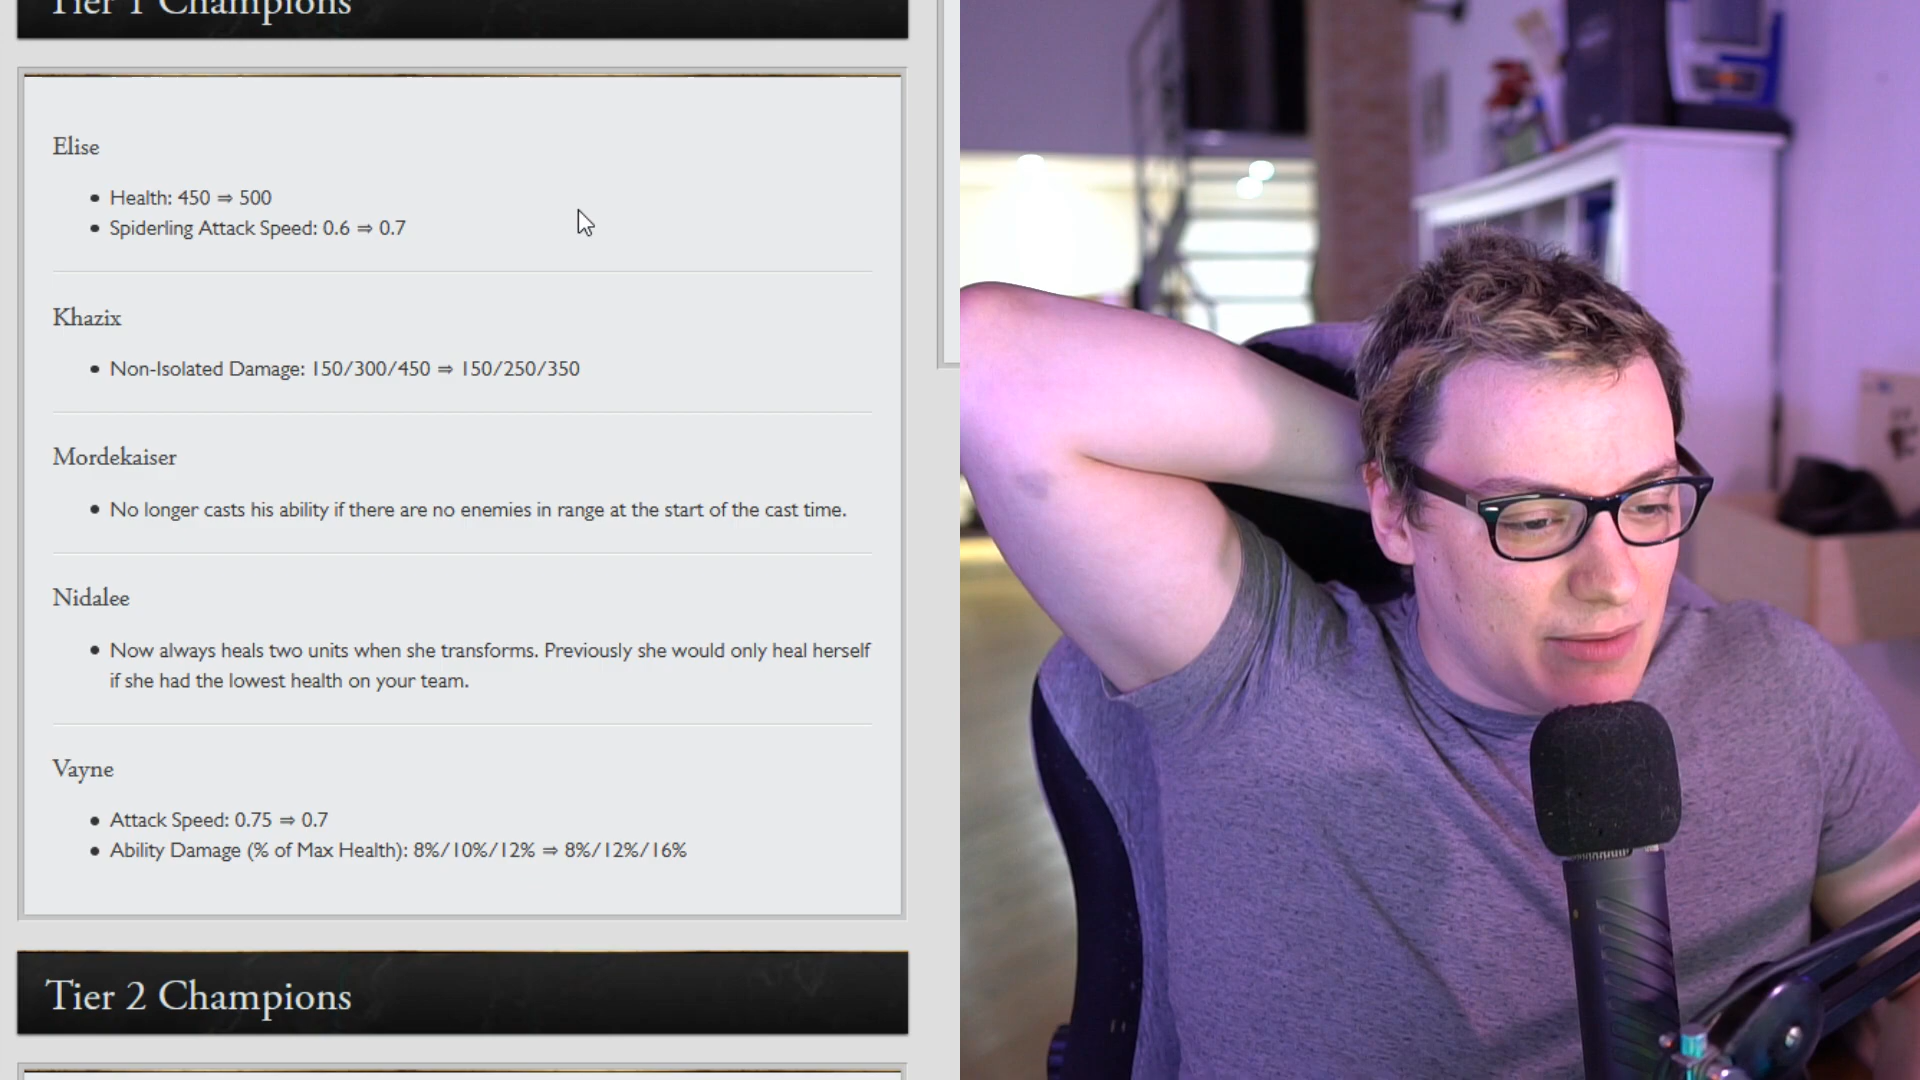 Tier 1 Champions
Elise
• Health: 450 ⇒ 500
• Spiderling Attack Speed: 0.6 ⇒ 0.7
Khazix
• Non-Isolated Damage: 150/300/450 ⇒ 150/250/350
Mordekaiser
• No longer casts his ability if there are no enemies in range at the start of the cast time.
Nidalee
• Now always heals two units when she transforms. Previously she would only heal herself
if she had the lowest health on your team.
Vayne
• Attack Speed: 0.75 ⇒ 0.7
• Ability Damage (% of Max Health): 8%/10%/12% ⇒ 8%/12%/16%
Tier 2 Champions